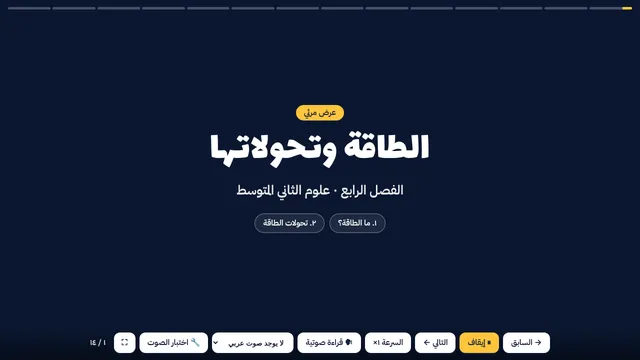 عرض مرئي
الطاقة وتحولاتها
الفصل الرابع · علوم الثاني المتوسط
١. ما الطاقة؟ ٢. تحولات الطاقة
→ السابق ⏸ إيقاف التالي ← السرعة ١× 🗣 قراءة صوتية لا يوجد صوت عربي 🔧 اختبار الصوت ⛶ ١ / ١٤